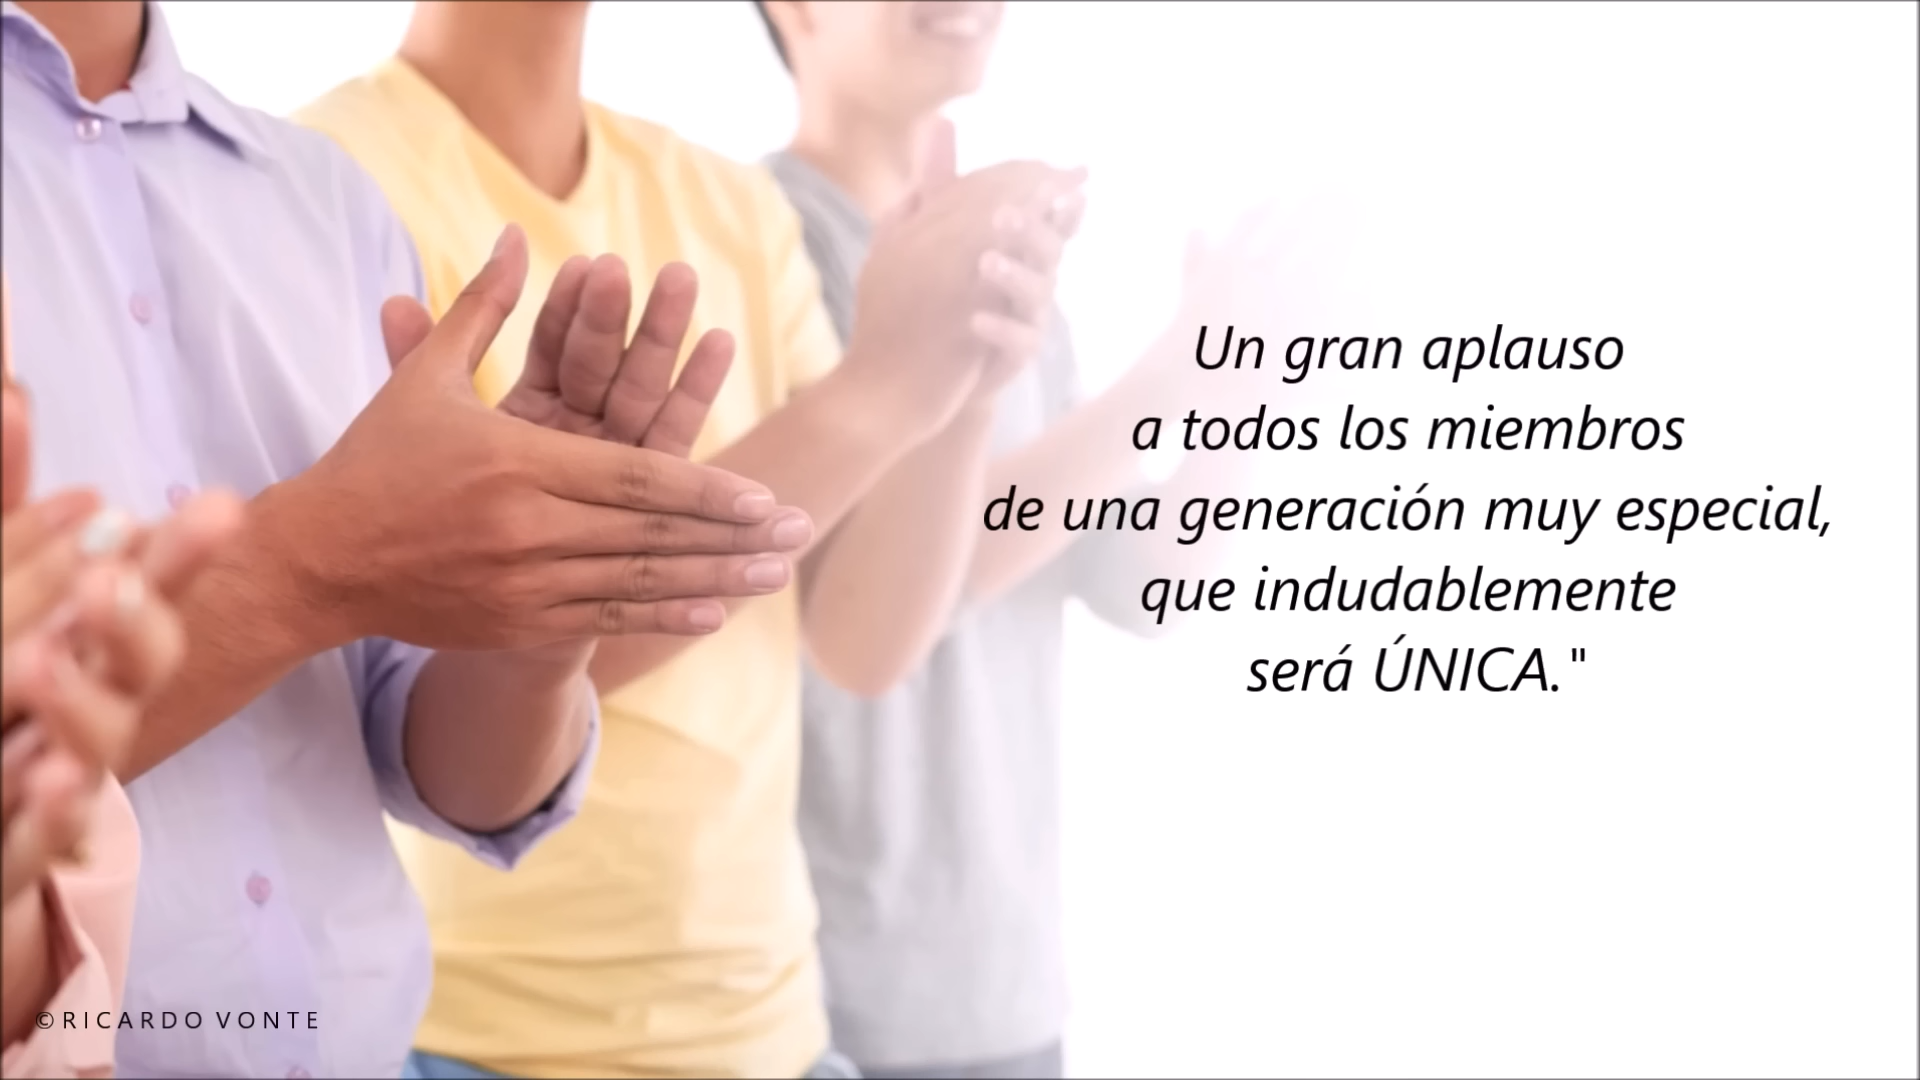 Un gran aplauso
a todos los miembros
de una generación muy especial,
que indudablemente
será ÚNICA."
©RICARDO VONTE